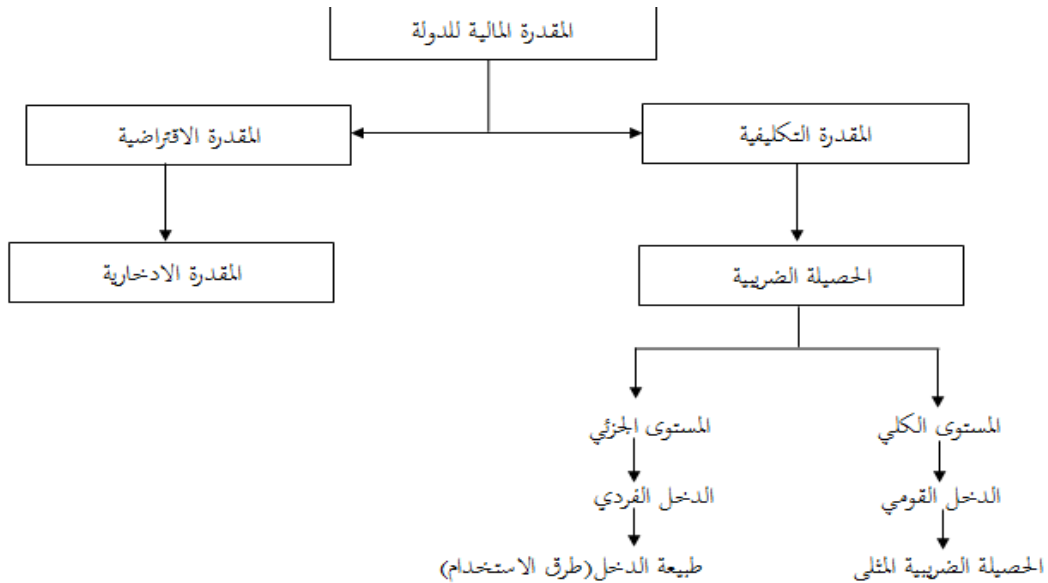 المقدرة المالية للدولة
المقدرة التكليفية
المقدرة الاقتراضية
الحصيلة الضريبية
المقدرة الادخارية
المستوى الكلي
المستوى الجزئي
الدخل القومي
الدخل الفردي
الحصيلة الضريبية المثلى
طبيعة الدخل(طرق الاستخدام)